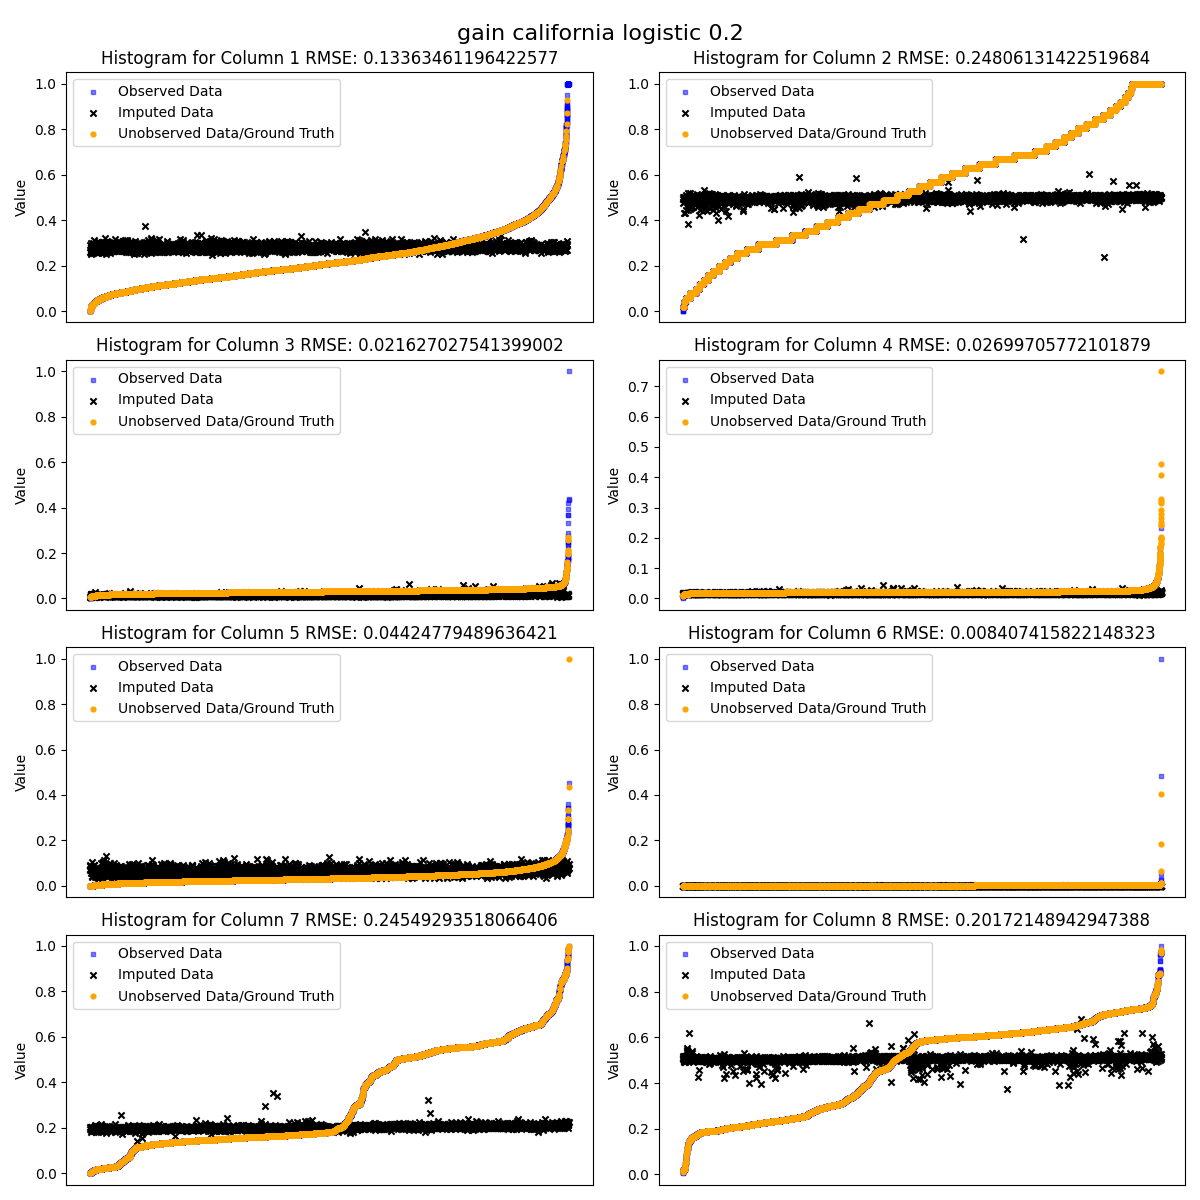 gain california logistic 0.2
Histogram for Column 1 RMSE: 0.13363461196422577
Value
1.0
0.8
0.6
0.4
0.2
0.0
Observed Data
Imputed Data
Unobserved Data/Ground Truth
Histogram for Column 2 RMSE: 0.24806131422519684
Value
1.0
0.8
0.6
0.4
0.2
0.0
Observed Data
Imputed Data
Unobserved Data/Ground Truth
Histogram for Column 3 RMSE: 0.021627027541399002
Value
1.0
0.8
0.6
0.4
0.2
0.0
Observed Data
Imputed Data
Unobserved Data/Ground Truth
Histogram for Column 4 RMSE: 0.02699705772101879
Value
0.7
0.6
0.5
0.4
0.3
0.2
0.1
0.0
Observed Data
Imputed Data
Unobserved Data/Ground Truth
Histogram for Column 5 RMSE: 0.04424779489636421
Value
1.0
0.8
0.6
0.4
0.2
0.0
Observed Data
Imputed Data
Unobserved Data/Ground Truth
Histogram for Column 6 RMSE: 0.008407415822148323
Value
1.0
0.8
0.6
0.4
0.2
0.0
Observed Data
Imputed Data
Unobserved Data/Ground Truth
Histogram for Column 7 RMSE: 0.24549293518066406
Value
1.0
0.8
0.6
0.4
0.2
0.0
Observed Data
Imputed Data
Unobserved Data/Ground Truth
Histogram for Column 8 RMSE: 0.20172148942947388
Value
1.0
0.8
0.6
0.4
0.2
0.0
Observed Data
Imputed Data
Unobserved Data/Ground Truth